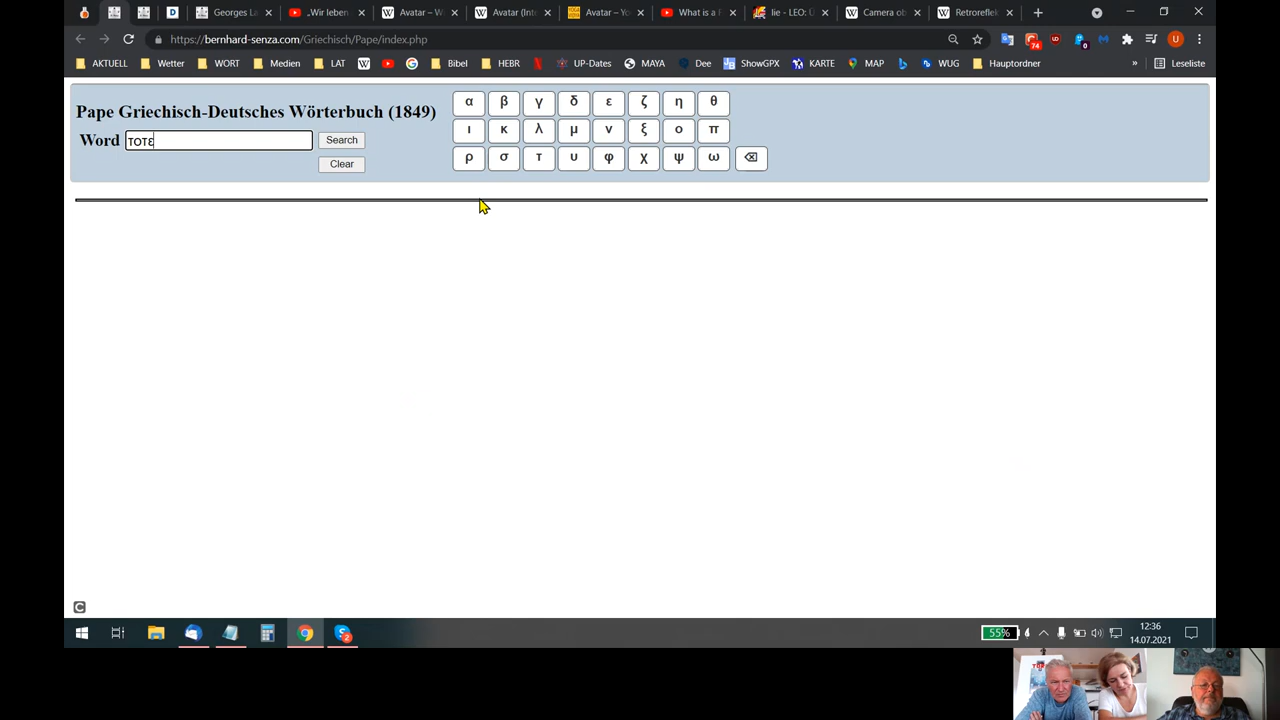 Georges L
„Wir leben
Avatar – W
Avatar (Int
Avatar – Yo
What is a
lie - LEO: Ü
Camera o
Retroreflek
https://bernhard-senza.com/Griechisch/Pape/index.php
74
0
U
AKTUELL Wetter WORT Medien LAT Bibel HEBR UP-Dates MAYA Dee ShowGPX KARTE MAP WUG Hauptordner » Leseliste
Pape Griechisch-Deutsches Wörterbuch (1849)
Word τοτε Search
Clear
α β γ δ ε ζ η θ
ι κ λ μ ν ξ ο π
ρ σ τ υ φ χ ψ ω
55%
12:36
14.07.2021